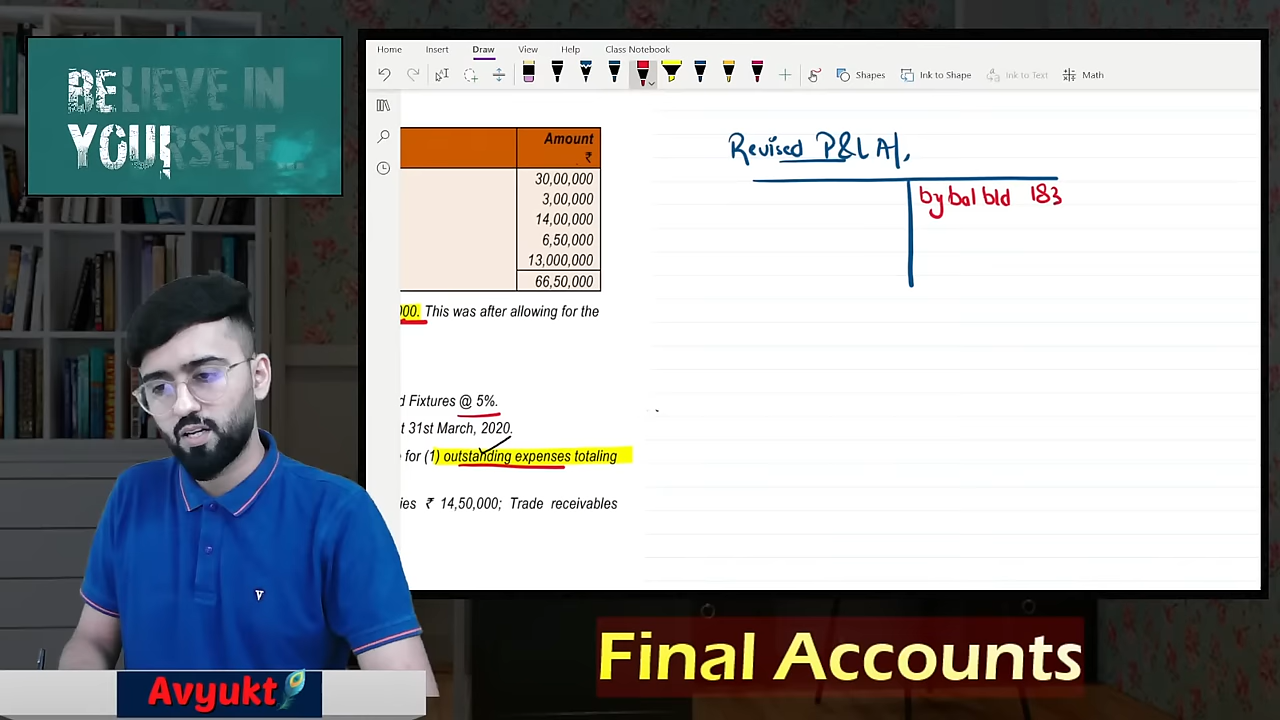 BELIEVE IN
YOURSELF...
Home Insert Draw View Help Class Notebook
Shapes Ink to Shape Ink to Text Math
Amount
₹
30,00,000
3,00,000
14,00,000
6,50,000
13,000,000
66,50,000
000. This was after allowing for the
d Fixtures @ 5%.
t 31st March, 2020.
for (1) outstanding expenses totaling
ies ₹ 14,50,000; Trade receivables
Revised P&L A/.
by bal bld 183
V
Avyukt
Final Accounts